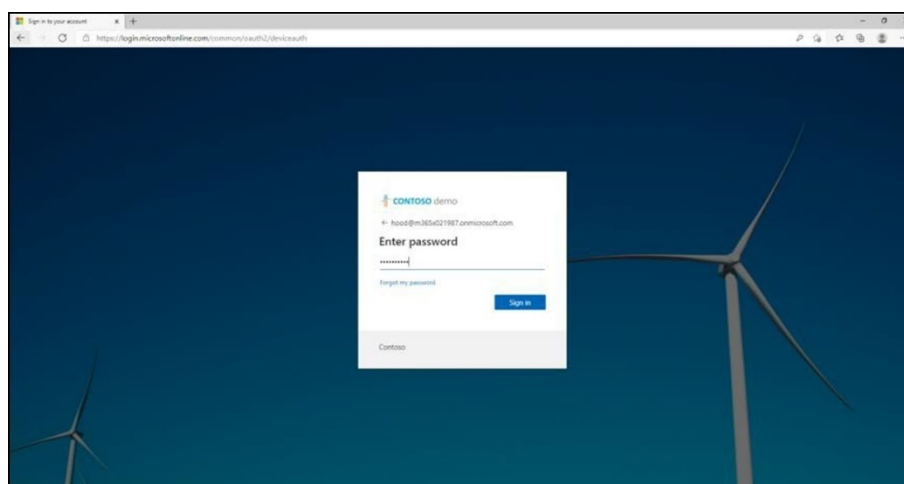 Sign in to your account
https://login.microsoftonline.com/common/oauth2/deviceauth
CONTOSO demo
hood@m365x021987.onmicrosoft.com
Enter password
Forgot my password
Sign in
Contoso